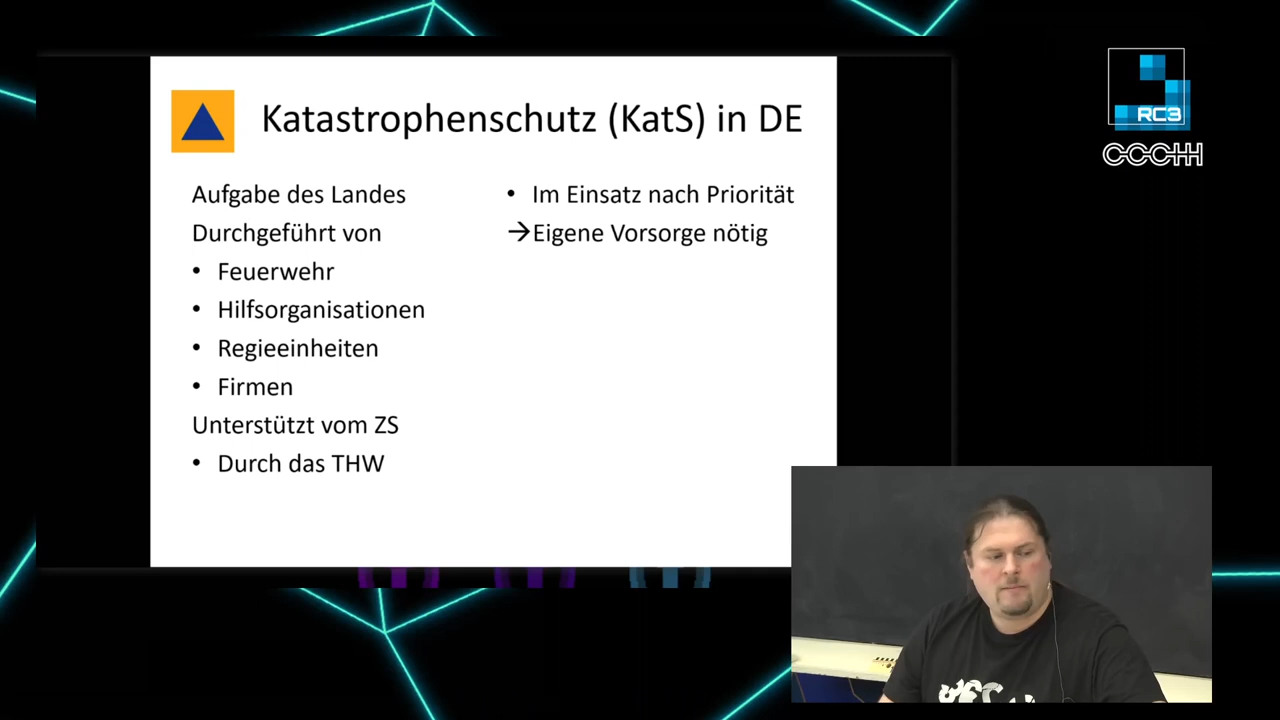 Katastrophenschutz (KatS) in DE
Aufgabe des Landes
Durchgeführt von
• Feuerwehr
• Hilfsorganisationen
• Regieeinheiten
• Firmen
Unterstützt vom ZS
• Durch das THW
• Im Einsatz nach Priorität
→Eigene Vorsorge nötig
RC3
CCCHH